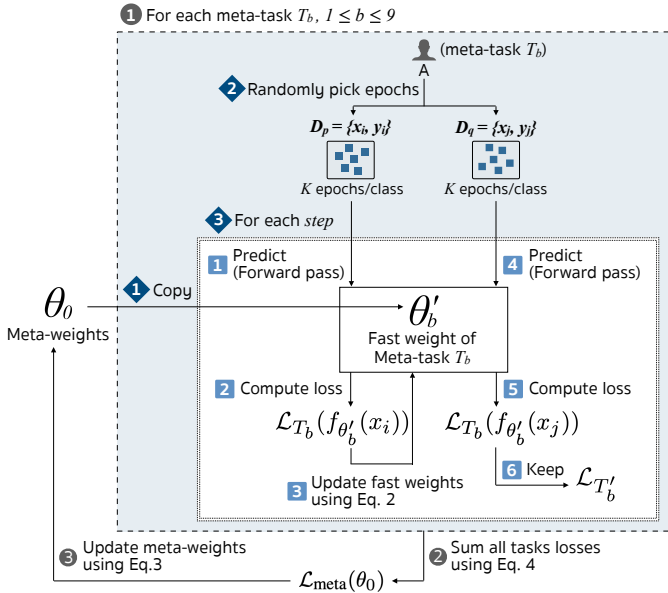 1 For each meta-task T_b, 1 ≤ b ≤ 9
(meta-task T_b)
A
2 Randomly pick epochs
D_p = {x_i, y_i}
D_q = {x_j, y_j}
K epochs/class
K epochs/class
3 For each step
1 Predict
(Forward pass)
4 Predict
(Forward pass)
1 Copy
θ_0
Meta-weights
θ′_b
Fast weight of
Meta-task T_b
2 Compute loss
5 Compute loss
ℒ_{T_b}(f_{θ′_b}(x_i))
ℒ_{T_b}(f_{θ′_b}(x_j))
3 Update fast weights
using Eq. 2
6 Keep
ℒ_{T′_b}
3 Update meta-weights
using Eq.3
2 Sum all tasks losses
using Eq. 4
ℒ_meta(θ_0)